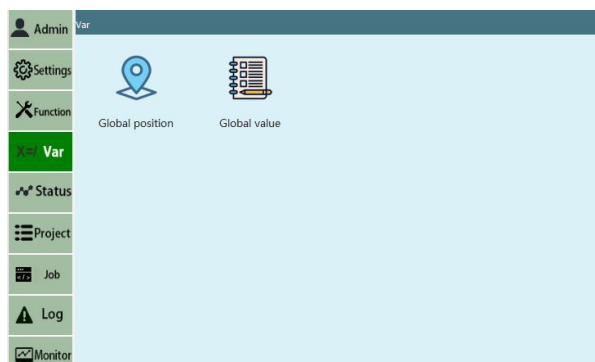 Admin
Var
Settings
Function
Global position
Global value
X=/ Var
Status
Project
</> Job
Log
Monitor